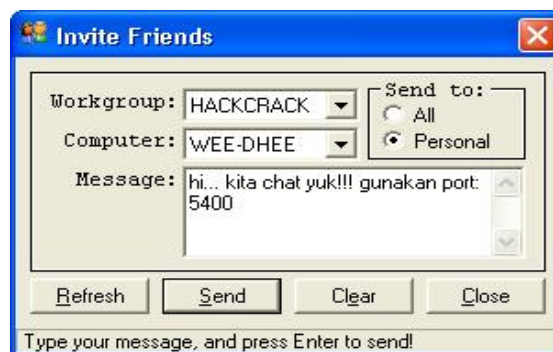 Invite Friends
Workgroup: HACKCRACK
Send to:
All
Computer: WEE-DHEE
Personal
Message: hi... kita chat yuk!!! gunakan port:
5400
Refresh Send Clear Close
Type your message, and press Enter to send!